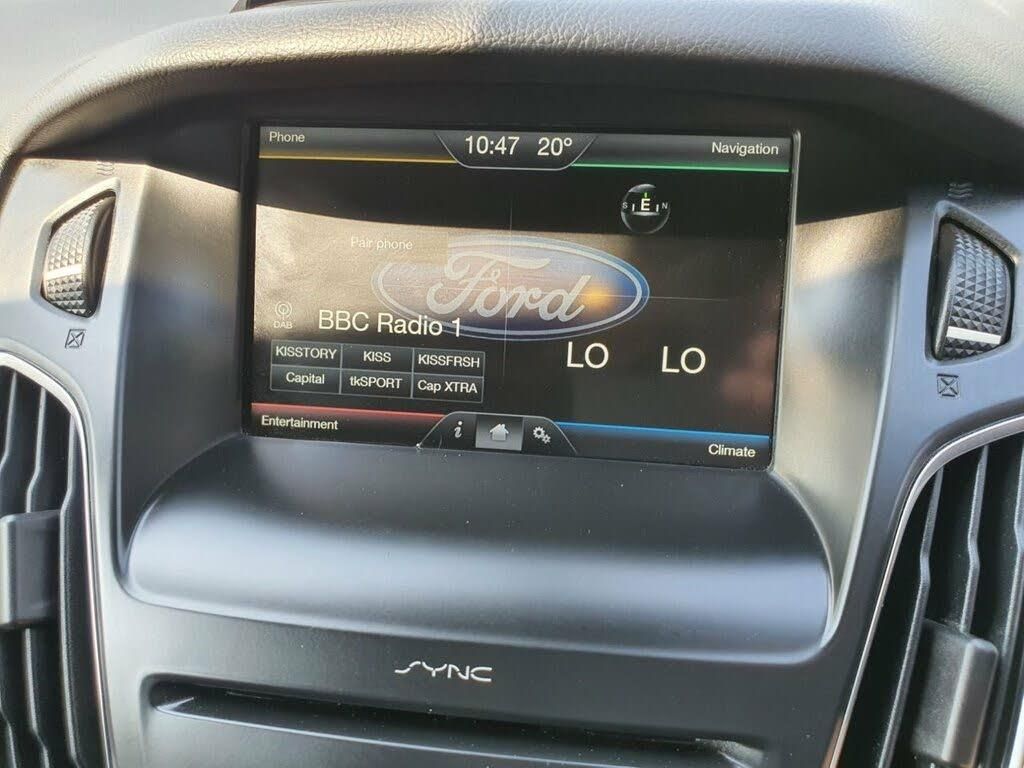 Phone
10:47 20°
Navigation
S E N
Pair phone
Ford
DAB
BBC Radio 1
LO LO
KISSTORY KISS KISSFRSH
Capital tkSPORT Cap XTRA
Entertainment
i
Climate
SYNC